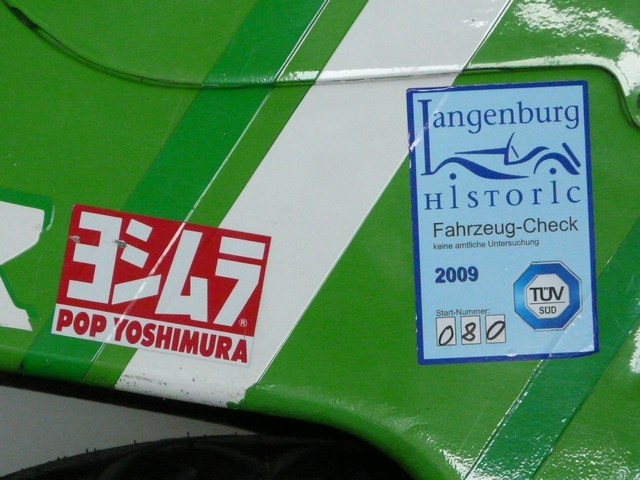 ヨシムラ®
POP YOSHIMURA
Langenburg
HISTORIC
Fahrzeug-Check
keine amtliche Untersuchung
2009
TÜV
SÜD
Start-Nummer:
080